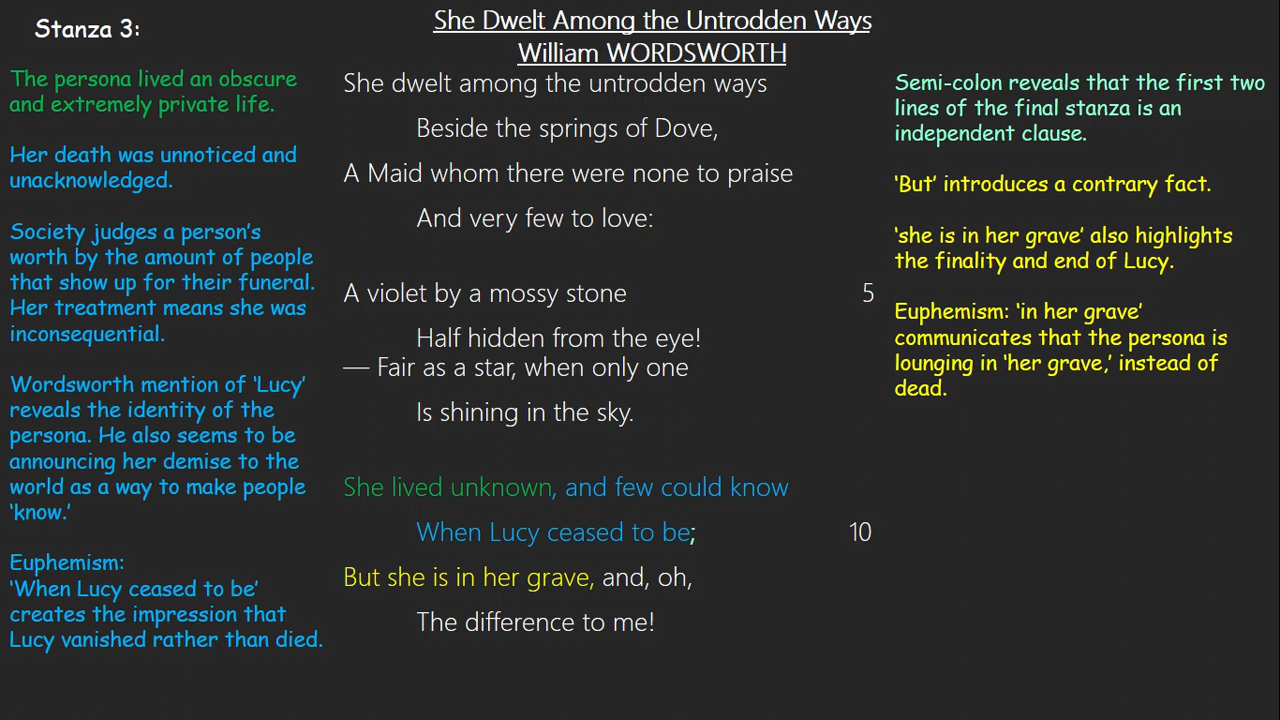 Stanza 3:
She Dwelt Among the Untrodden Ways
William WORDSWORTH
The persona lived an obscure
and extremely private life.
Her death was unnoticed and
unacknowledged.
Society judges a person’s
worth by the amount of people
that show up for their funeral.
Her treatment means she was
inconsequential.
Wordsworth mention of ‘Lucy’
reveals the identity of the
persona. He also seems to be
announcing her demise to the
world as a way to make people
‘know.’
Euphemism:
‘When Lucy ceased to be’
creates the impression that
Lucy vanished rather than died.
She dwelt among the untrodden ways
Beside the springs of Dove,
A Maid whom there were none to praise
And very few to love:
A violet by a mossy stone 5
Half hidden from the eye!
— Fair as a star, when only one
Is shining in the sky.
She lived unknown, and few could know
When Lucy ceased to be; 10
But she is in her grave, and, oh,
The difference to me!
Semi-colon reveals that the first two
lines of the final stanza is an
independent clause.
‘But’ introduces a contrary fact.
‘she is in her grave’ also highlights
the finality and end of Lucy.
Euphemism: ‘in her grave’
communicates that the persona is
lounging in ‘her grave,’ instead of
dead.